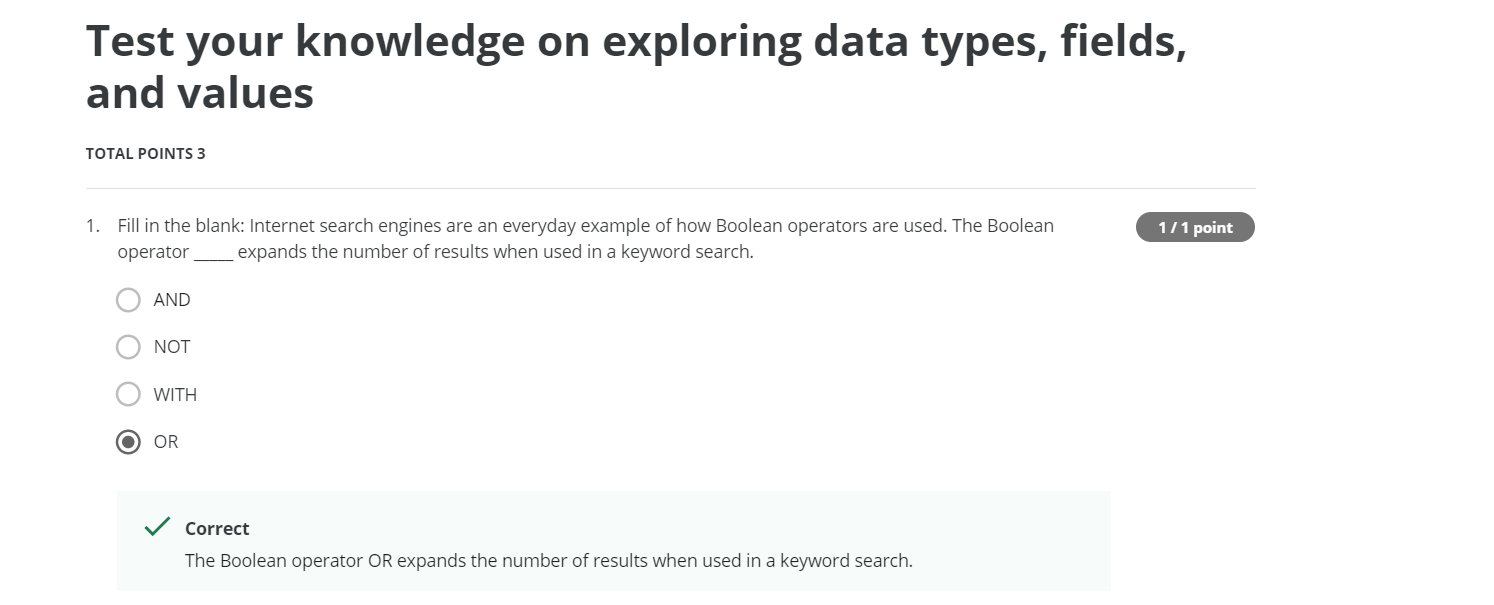 Test your knowledge on exploring data types, fields,
and values
TOTAL POINTS 3
1. Fill in the blank: Internet search engines are an everyday example of how Boolean operators are used. The Boolean
operator _____ expands the number of results when used in a keyword search.
1 / 1 point
AND
NOT
WITH
OR
Correct
The Boolean operator OR expands the number of results when used in a keyword search.